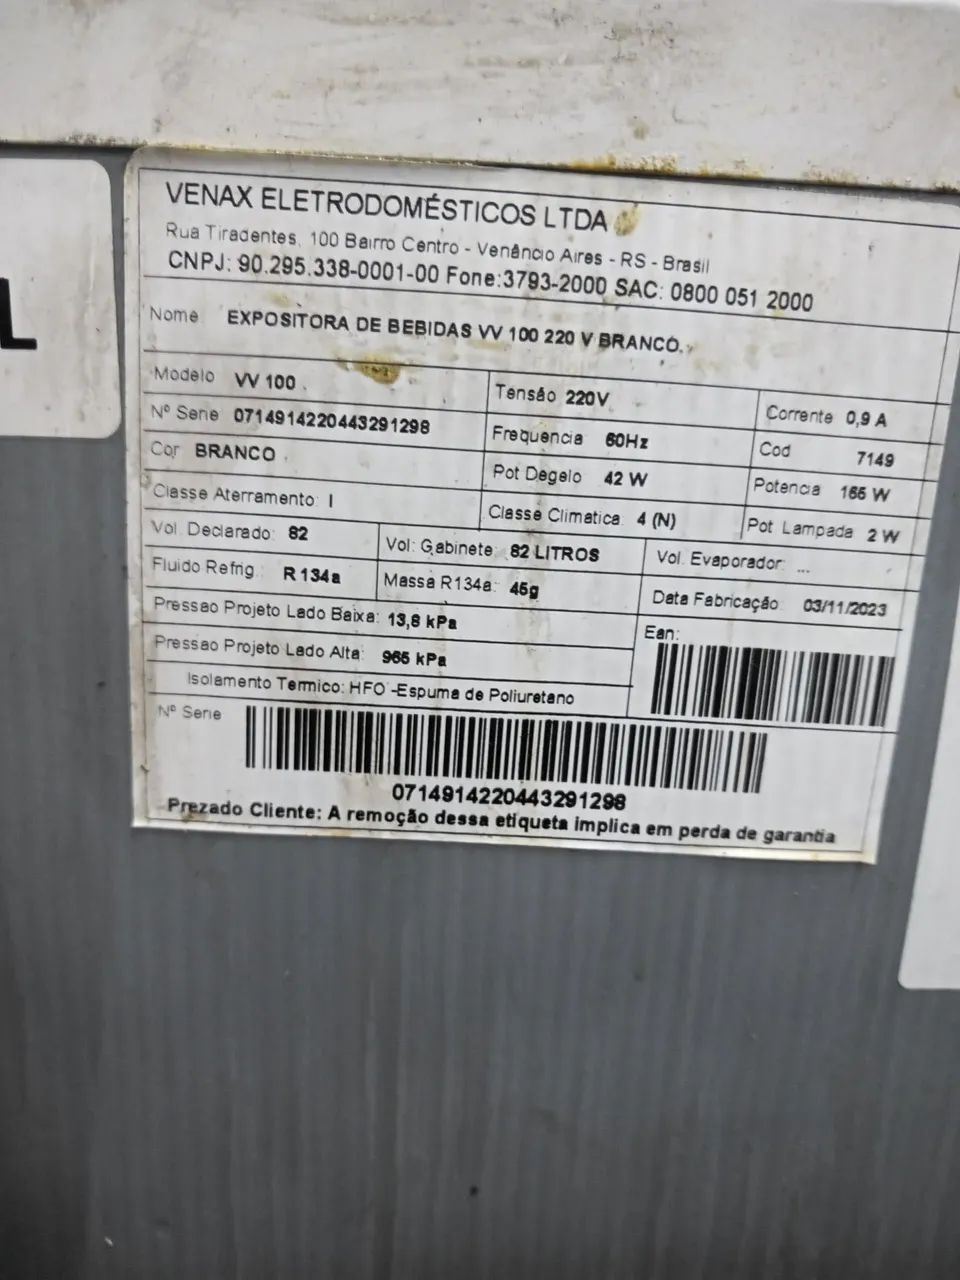 VENAX ELETRODOMÉSTICOS LTDA
Rua Tiradentes, 100 Bairro Centro - Venâncio Aires - RS - Brasil
CNPJ: 90.295.338-0001-00 Fone:3793-2000 SAC: 0800 051 2000
Nome EXPOSITORA DE BEBIDAS VV 100 220 V BRANCO.
Modelo VV 100 Tensão 220V Corrente 0,9 A
Nº Serie 0714914220443291298 Frequencia 60Hz Cod 7149
Cor BRANCO Pot Degelo 42 W Potencia 165 W
Classe Aterramento: I Classe Climatica: 4 (N) Pot Lampada 2 W
Vol. Declarado: 82 Vol: Gabinete: 82 LITROS Vol. Evaporador: ...
Fluido Refrig.: R 134a Massa R134a: 45g Data Fabricação: 03/11/2023
Pressao Projeto Lado Baixa: 13,8 kPa Ean:
Pressao Projeto Lado Alta: 965 kPa
Isolamento Termico: HFO -Espuma de Poliuretano
Nº Serie
0714914220443291298
Prezado Cliente: A remoção dessa etiqueta implica em perda de garantia
L